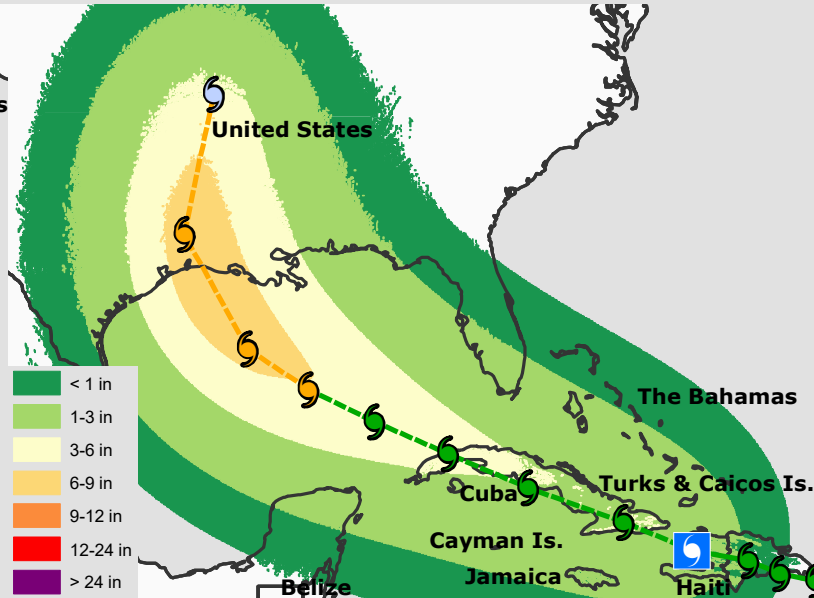 s
United States
The Bahamas
Turks & Caicos Is.
Cuba
Cayman Is.
Jamaica
Haiti
Belize
< 1 in
1-3 in
3-6 in
6-9 in
9-12 in
12-24 in
> 24 in